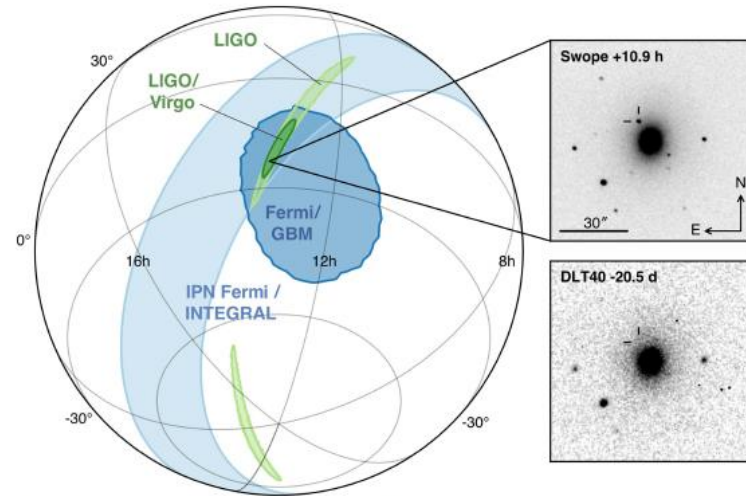 LIGO
LIGO/
Virgo
30°
0°
16h
Fermi/
GBM
12h
8h
IPN Fermi /
INTEGRAL
-30°
-30°
Swope +10.9 h
N
E
30"
DLT40 -20.5 d